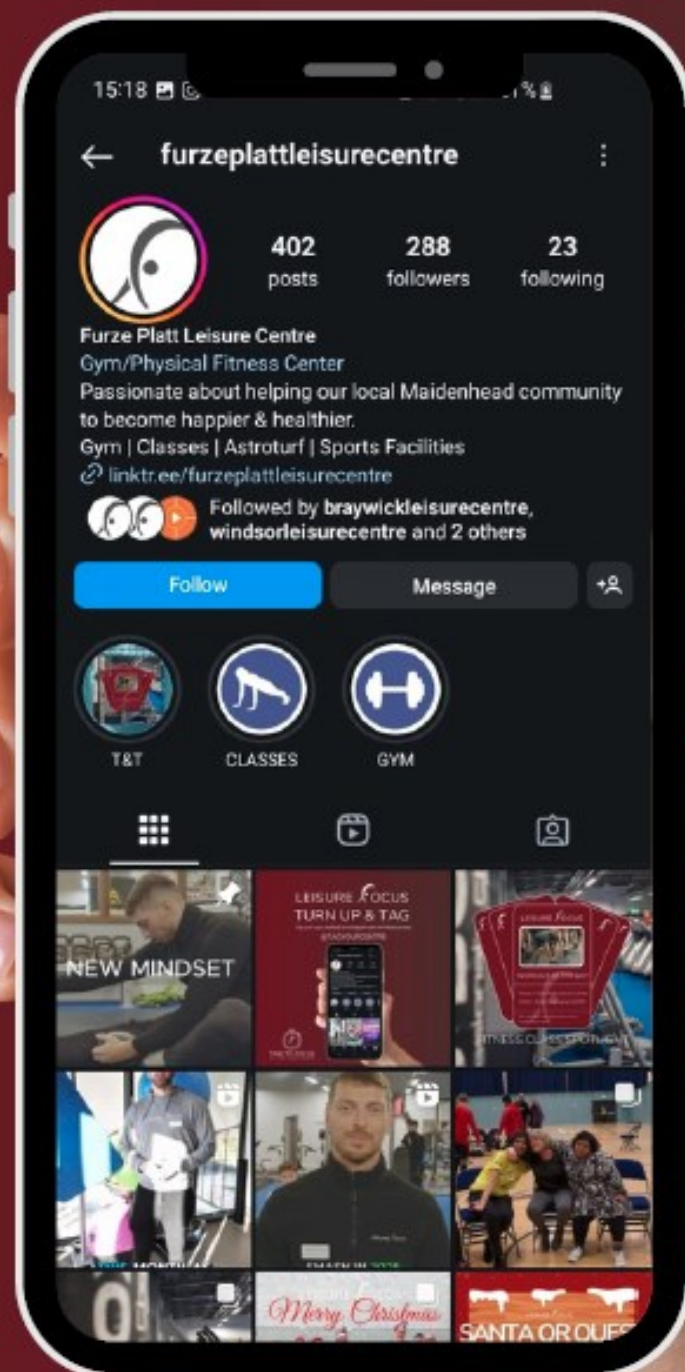 15:18
furzeplattleisurecentre
402
288
23
posts
followers
following
Furze Platt Leisure Centre
Gym/Physical Fitness Center
Passionate about helping our local Maidenhead community
to become happier & healthier.
Gym | Classes | Astroturf | Sports Facilities
linktr.ee/furzeplattleisurecentre
Followed by braywickleisurecentre,
windsorleisurecentre and 2 others
Follow
Message
T&T
CLASSES
GYM
NEW MINDSET
LEISURE FOCUS
TURN UP & TAG
LEISURE FOCUS
FITNESS CLASS SPOTLIGHT
Merry Christmas
SANTA OR